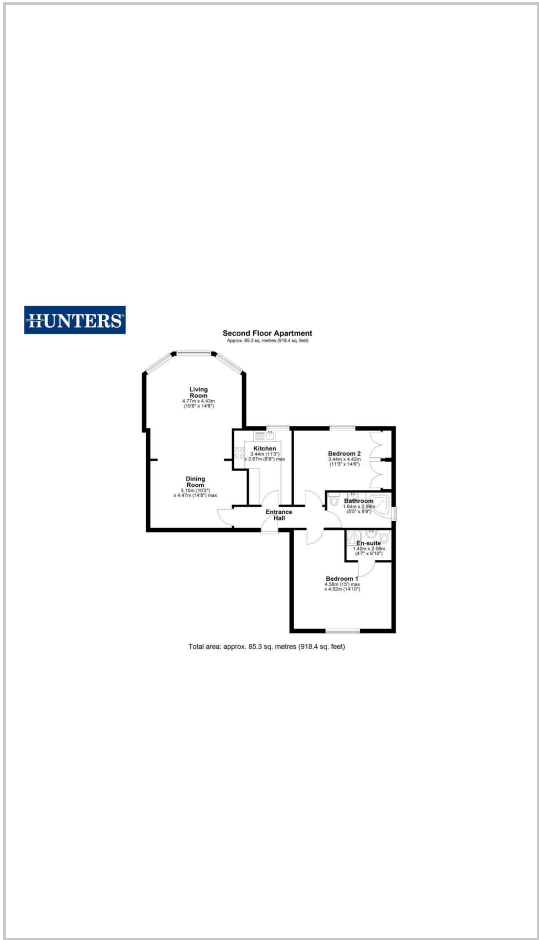 HUNTERS
Second Floor Apartment
Approx. 85.3 sq. metres (918.4 sq. feet)
Living
Room
4.77m x 4.43m
(15'8" x 14'6")
Kitchen
3.44m (11'3")
x 2.67m (8'9") max
Bedroom 2
3.44m x 4.42m
(11'3" x 14'6")
Dining
Room
3.10m (10'2")
x 4.47m (14'8") max
Bathroom
1.64m x 2.98m
(5'5" x 9'9")
Entrance
Hall
En-suite
1.40m x 2.09m
(4'7" x 6'10")
Bedroom 1
4.58m (15') max
x 4.52m (14'10")
Total area: approx. 85.3 sq. metres (918.4 sq. feet)